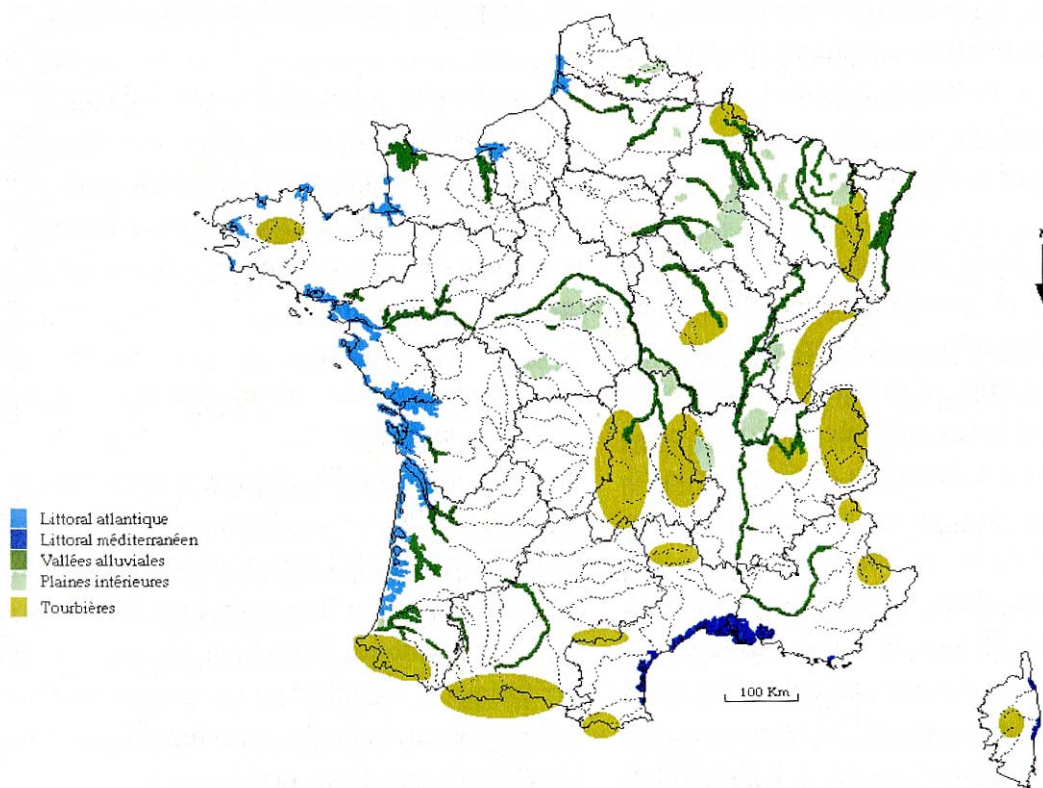 Littoral atlantique
Littoral méditerranéen
Vallées alluviales
Plaines intérieures
Tourbières
100 Km